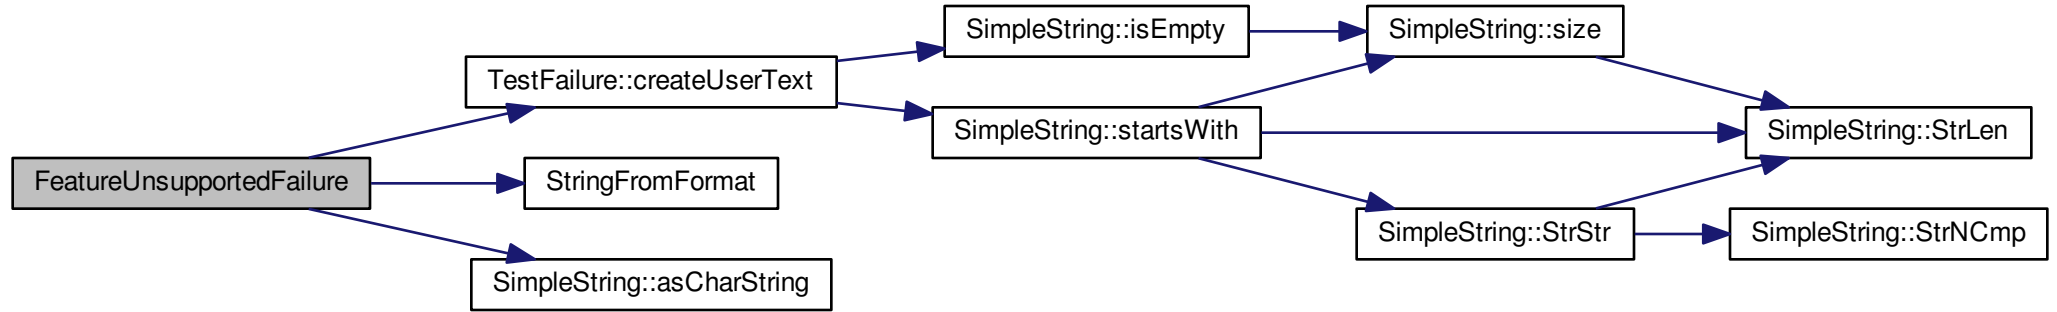 FeatureUnsupportedFailure
TestFailure::createUserText
StringFromFormat
SimpleString::asCharString
SimpleString::isEmpty
SimpleString::startsWith
SimpleString::size
SimpleString::StrStr
SimpleString::StrLen
SimpleString::StrNCmp